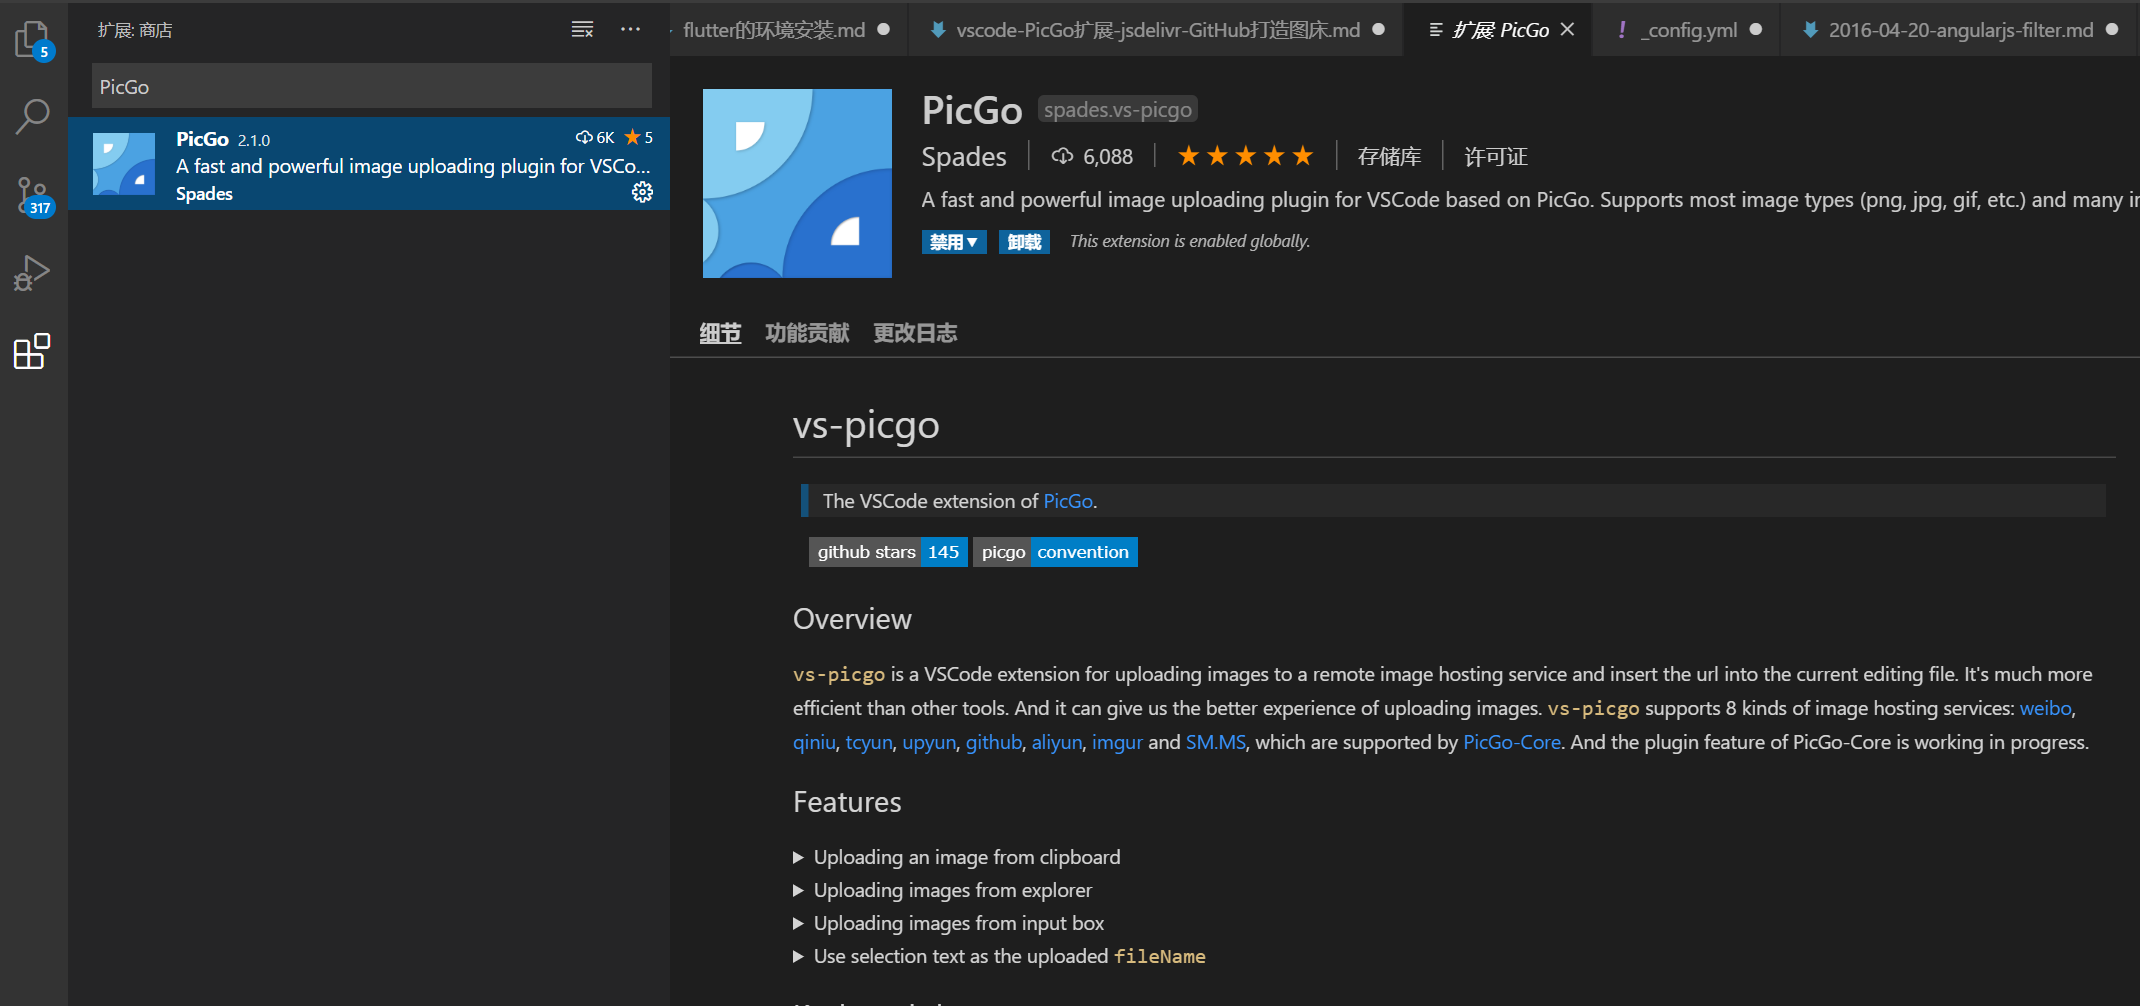 扩展: 商店
PicGo
PicGo 2.1.0 6K 5
A fast and powerful image uploading plugin for VSCo...
Spades
5
317
flutter的环境安装.md
vscode-PicGo扩展-jsdelivr-GitHub打造图床.md
扩展 PicGo
! _config.yml
2016-04-20-angularjs-filter.md
PicGo spades.vs-picgo
Spades 6,088 存储库 许可证
A fast and powerful image uploading plugin for VSCode based on PicGo. Supports most image types (png, jpg, gif, etc.) and many
禁用 卸载 This extension is enabled globally.
细节 功能贡献 更改日志
vs-picgo
The VSCode extension of PicGo.
github stars 145 picgo convention
Overview
vs-picgo is a VSCode extension for uploading images to a remote image hosting service and insert the url into the current editing file. It's much more
efficient than other tools. And it can give us the better experience of uploading images. vs-picgo supports 8 kinds of image hosting services: weibo,
qiniu, tcyun, upyun, github, aliyun, imgur and SM.MS, which are supported by PicGo-Core. And the plugin feature of PicGo-Core is working in progress.
Features
Uploading an image from clipboard
Uploading images from explorer
Uploading images from input box
Use selection text as the uploaded fileName